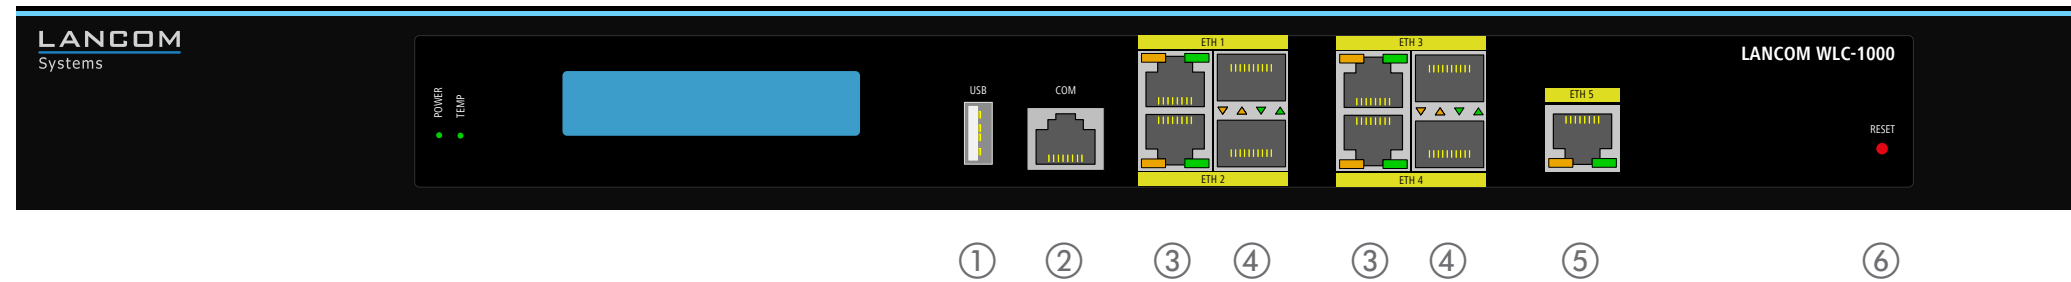 LANCOM
Systems
POWER
TEMP
USB
COM
ETH 1
ETH 2
ETH 3
ETH 4
ETH 5
LANCOM WLC-1000
RESET
① ② ③ ④ ③ ④ ⑤ ⑥